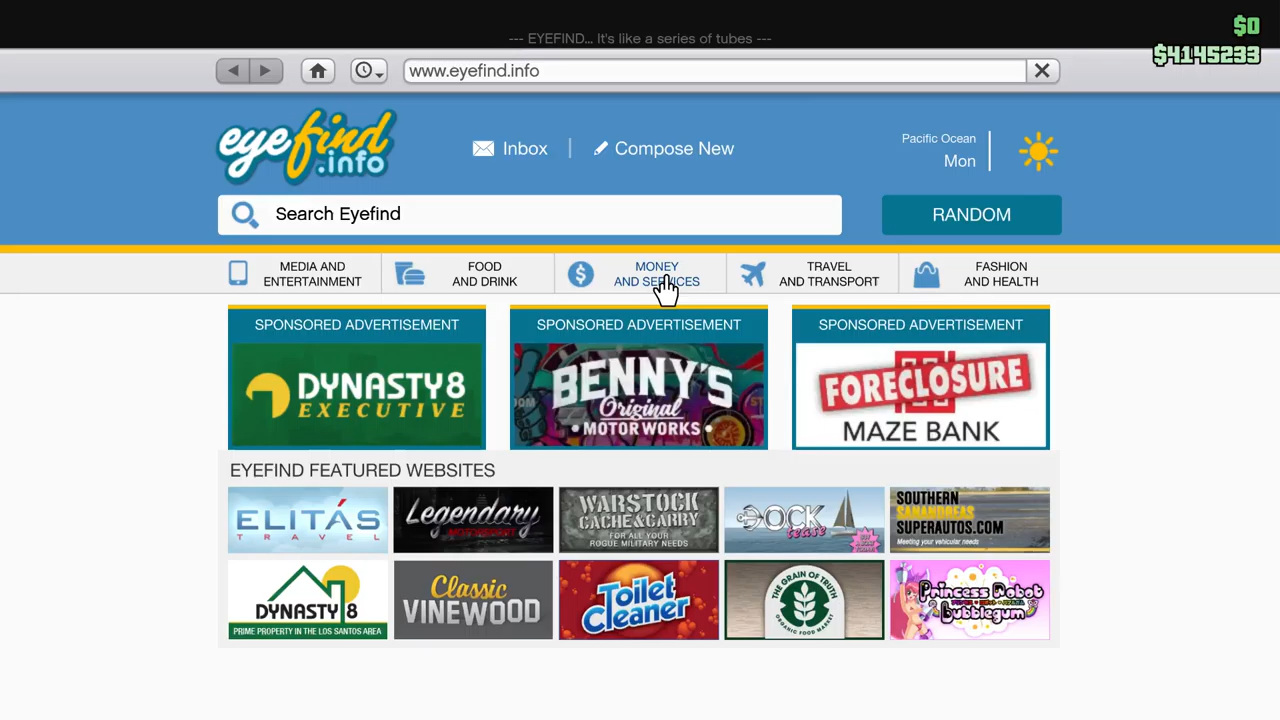 $0
--- EYEFIND... It's like a series of tubes ---
$4145233
www.eyefind.info
eyefind
.info
Inbox
Compose New
Pacific Ocean
Mon
Search Eyefind
RANDOM
MEDIA AND
ENTERTAINMENT
FOOD
AND DRINK
MONEY
AND SERVICES
TRAVEL
AND TRANSPORT
FASHION
AND HEALTH
SPONSORED ADVERTISEMENT
DYNASTY 8
EXECUTIVE
SPONSORED ADVERTISEMENT
BENNY'S
Original
MOTOR WORKS
SPONSORED ADVERTISEMENT
FORECLOSURE
MAZE BANK
EYEFIND FEATURED WEBSITES
ELITÁS
TRAVEL
Legendary
MOTORSPORT
WARSTOCK
CACHE & CARRY
FOR ALL YOUR
ROGUE MILITARY NEEDS
DOCK
tease
SOUTHERN
SANANDREAS
SUPERAUTOS.COM
Meeting your vehicular needs
DYNASTY 8
PRIME PROPERTY IN THE LOS SANTOS AREA
Classic
VINEWOOD
Toilet
Cleaner
THE GRAIN OF TRUTH
ORGANIC FOOD MARKET
Princess Robot
Bubblegum